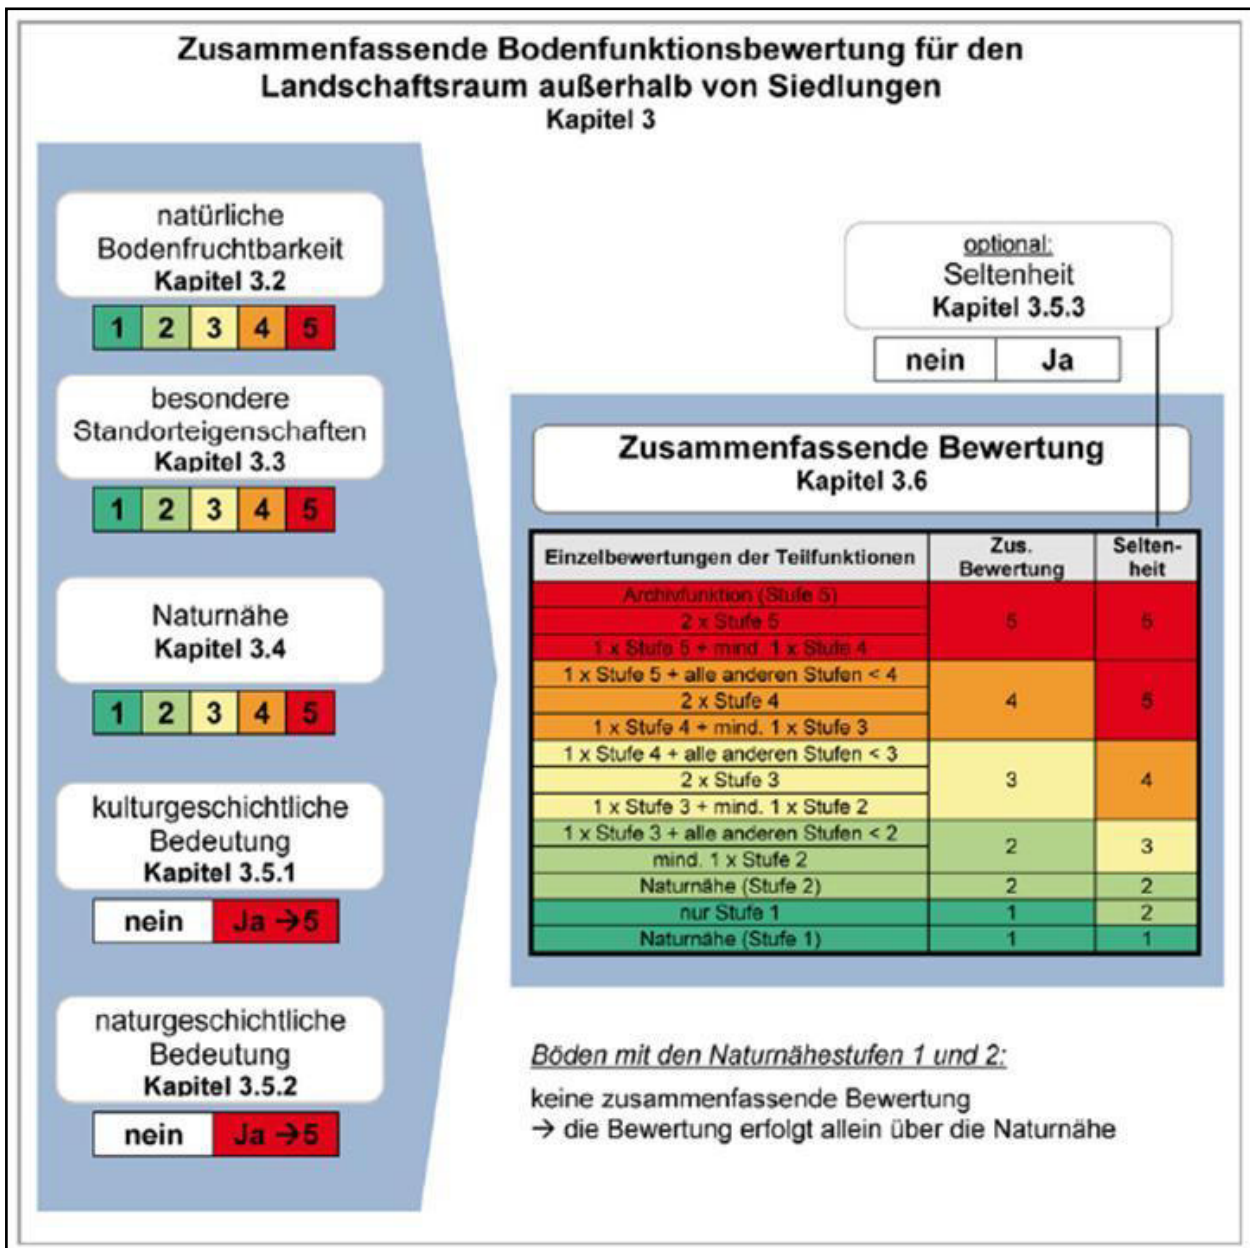 Zusammenfassende Bodenfunktionsbewertung für den
Landschaftsraum außerhalb von Siedlungen
Kapitel 3
natürliche
Bodenfruchtbarkeit
Kapitel 3.2
1 2 3 4 5
besondere
Standorteigenschaften
Kapitel 3.3
1 2 3 4 5
Naturnähe
Kapitel 3.4
1 2 3 4 5
kulturgeschichtliche
Bedeutung
Kapitel 3.5.1
nein Ja →5
naturgeschichtliche
Bedeutung
Kapitel 3.5.2
nein Ja →5
optional:
Seltenheit
Kapitel 3.5.3
nein Ja
Zusammenfassende Bewertung
Kapitel 3.6
Einzelbewertungen der Teilfunktionen
Zus.
Bewertung
Selten-
heit
Archivfunktion (Stufe 5)
2 x Stufe 5
5 5
1 x Stufe 5 + mind. 1 x Stufe 4
1 x Stufe 5 + alle anderen Stufen < 4
2 x Stufe 4
4 5
1 x Stufe 4 + mind. 1 x Stufe 3
1 x Stufe 4 + alle anderen Stufen < 3
2 x Stufe 3
3 4
1 x Stufe 3 + mind. 1 x Stufe 2
1 x Stufe 3 + alle anderen Stufen < 2
mind. 1 x Stufe 2
2 3
Naturnähe (Stufe 2) 2 2
nur Stufe 1 1 2
Naturnähe (Stufe 1) 1 1
Böden mit den Naturnähestufen 1 und 2:
keine zusammenfassende Bewertung
→ die Bewertung erfolgt allein über die Naturnähe